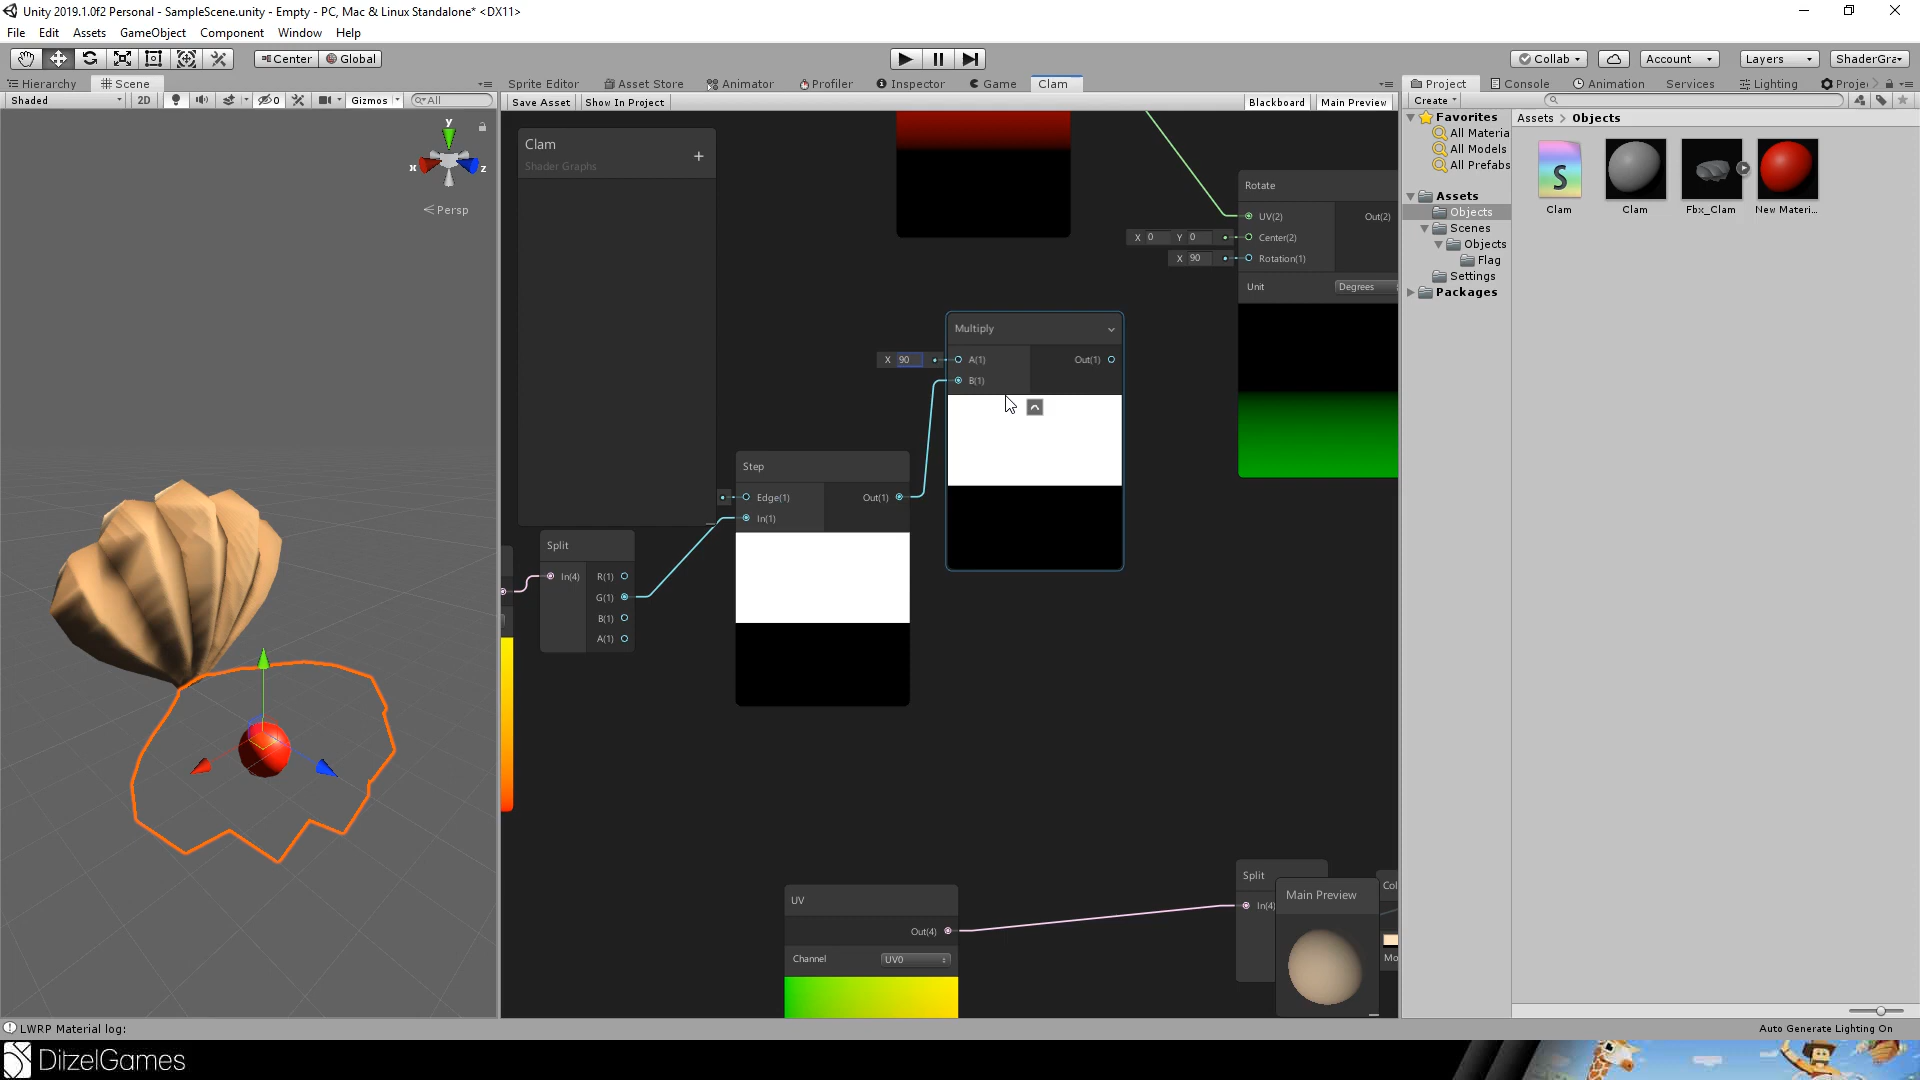 Unity 2019.1.0f2 Personal - SampleScene.unity - Empty - PC, Mac & Linux Standalone* <DX11>
File Edit Assets GameObject Component Window Help
Center Global
Collab Account Layers ShaderGra
Hierarchy Scene Sprite Editor Asset Store Animator Profiler Inspector Game Clam Project Console Animation Services Lighting Proje
Shaded 2D Gizmos All
Save Asset Show In Project Blackboard Main Preview
Create
y x z
Persp
Clam
Shader Graphs
Rotate
UV(2) Out(2)
X 0 Y 0 Center(2)
X 90 Rotation(1)
Unit Degrees
Multiply
X 90 A(1) Out(1)
B(1)
Step
Edge(1) Out(1)
In(1)
Split
In(4) R(1)
G(1)
B(1)
A(1)
UV
Out(4)
Channel UV0
Split
In(4)
Main Preview
Col
Mo
Favorites
All Materia
All Models
All Prefabs
Assets
Objects
Scenes
Objects
Flag
Settings
Packages
Assets > Objects
S
Clam Clam Fbx_Clam New Materi...
LWRP Material log:
Auto Generate Lighting On
DitzelGames